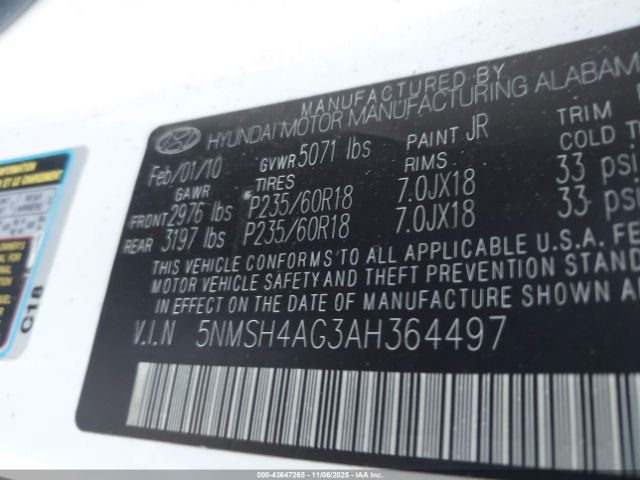 MANUFACTURED BY
HYUNDAI MOTOR MANUFACTURING ALABAM
Feb/01/10 GVWR 5071 lbs PAINT JR TRIM
GAWR TIRES RIMS COLD T
FRONT 2976 lbs P235/60R18 7.0JX18 33 psi
REAR 3197 lbs P235/60R18 7.0JX18 33 psi
THIS VEHICLE CONFORMS TO ALL APPLICABLE U.S.A. FE
MOTOR VEHICLE SAFETY AND THEFT PREVENTION STANDA
IN EFFECT ON THE DATE OF MANUFACTURE SHOWN A
V.I.N 5NMSH4AG3AH364497
C18
000-43647265 - 11/06/2025 - IAAI.COM